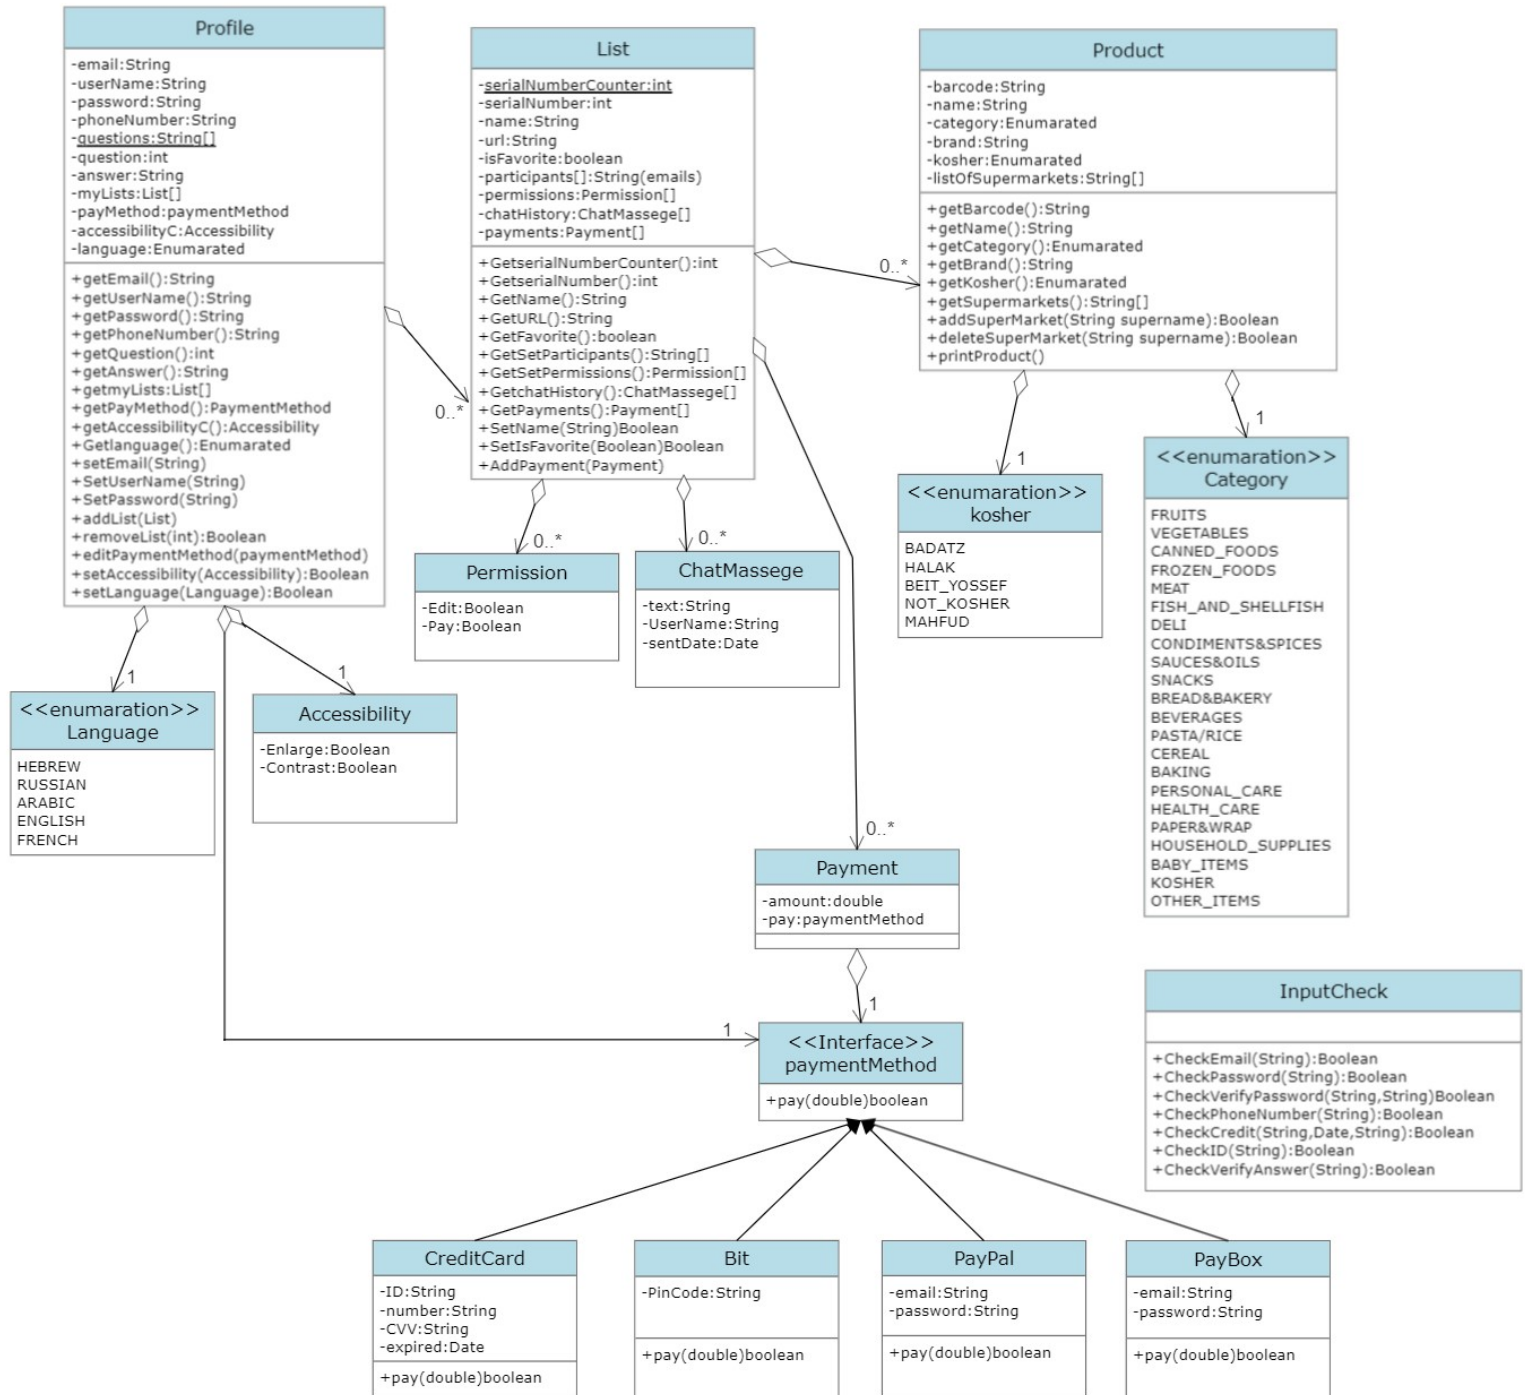 Profile
-email:String
-userName:String
-password:String
-phoneNumber:String
-questions:String[]
-question:int
-answer:String
-myLists:List[]
-payMethod:paymentMethod
-accessibilityC:Accessibility
-language:Enumarated
+getEmail():String
+getUserName():String
+getPassword():String
+getPhoneNumber():String
+getQuestion():int
+getAnswer():String
+getmyLists:List[]
+getPayMethod():PaymentMethod
+getAccessibilityC():Accessibility
+Getlanguage():Enumarated
+setEmail(String)
+SetUserName(String)
+SetPassword(String)
+addList(List)
+removeList(int):Boolean
+editPaymentMethod(paymentMethod)
+setAccessibility(Accessibility):Boolean
+setLanguage(Language):Boolean
0..*
List
-serialNumberCounter:int
-serialNumber:int
-name:String
-url:String
-isFavorite:boolean
-participants[]:String(emails)
-permissions:Permission[]
-chatHistory:ChatMassege[]
-payments:Payment[]
+GetserialNumberCounter():int
+GetserialNumber():int
+GetName():String
+GetURL():String
+GetFavorite():boolean
+GetSetParticipants():String[]
+GetSetPermissions():Permission[]
+GetchatHistory():ChatMassege[]
+GetPayments():Payment[]
+SetName(String)Boolean
+SetIsFavorite(Boolean)Boolean
+AddPayment(Payment)
0..*
Product
-barcode:String
-name:String
-category:Enumarated
-brand:String
-kosher:Enumarated
-listOfSupermarkets:String[]
+getBarcode():String
+getName():String
+getCategory():Enumarated
+getBrand():String
+getKosher():Enumarated
+getSupermarkets():String[]
+addSuperMarket(String supername):Boolean
+deleteSuperMarket(String supername):Boolean
+printProduct()
1
<<enumaration>>
Language
HEBREW
RUSSIAN
ARABIC
ENGLISH
FRENCH
1
Accessibility
-Enlarge:Boolean
-Contrast:Boolean
0..*
Permission
-Edit:Boolean
-Pay:Boolean
0..*
ChatMassege
-text:String
-UserName:String
-sentDate:Date
1
<<enumaration>>
kosher
BADATZ
HALAK
BEIT_YOSSEF
NOT_KOSHER
MAHFUD
1
<<enumaration>>
Category
FRUITS
VEGETABLES
CANNED_FOODS
FROZEN_FOODS
MEAT
FISH_AND_SHELLFISH
DELI
CONDIMENTS&SPICES
SAUCES&OILS
SNACKS
BREAD&BAKERY
BEVERAGES
PASTA/RICE
CEREAL
BAKING
PERSONAL_CARE
HEALTH_CARE
PAPER&WRAP
HOUSEHOLD_SUPPLIES
BABY_ITEMS
KOSHER
OTHER_ITEMS
0..*
Payment
-amount:double
-pay:paymentMethod
1
1
<<Interface>>
paymentMethod
+pay(double)boolean
InputCheck
+CheckEmail(String):Boolean
+CheckPassword(String):Boolean
+CheckVerifyPassword(String,String)Boolean
+CheckPhoneNumber(String):Boolean
+CheckCredit(String,Date,String):Boolean
+CheckID(String):Boolean
+CheckVerifyAnswer(String):Boolean
CreditCard
-ID:String
-number:String
-CVV:String
-expired:Date
+pay(double)boolean
Bit
-PinCode:String
+pay(double)boolean
PayPal
-email:String
-password:String
+pay(double)boolean
PayBox
-email:String
-password:String
+pay(double)boolean